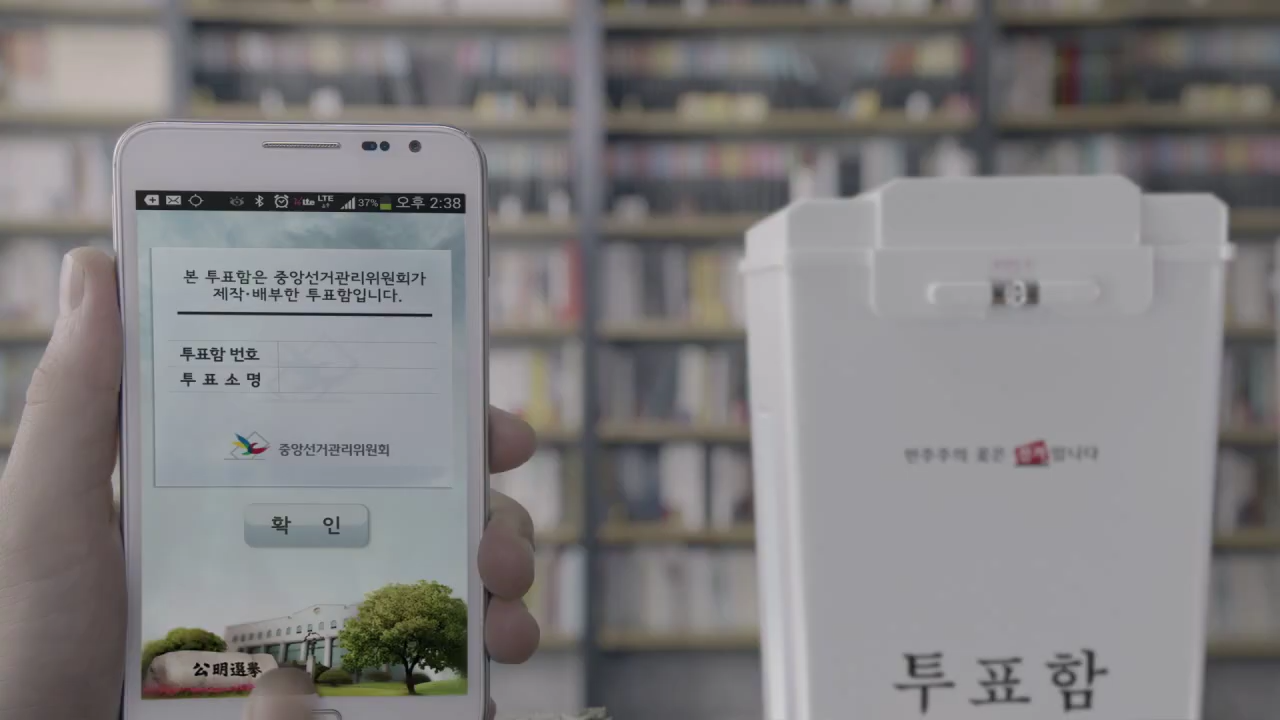 LTE 37% 오후 2:38
본 투표함은 중앙선거관리위원회가
제작·배부한 투표함입니다.
투표함 번호
투 표 소 명
중앙선거관리위원회
확 인
公明選擧
민주주의 꽃은 선거입니다
투표함